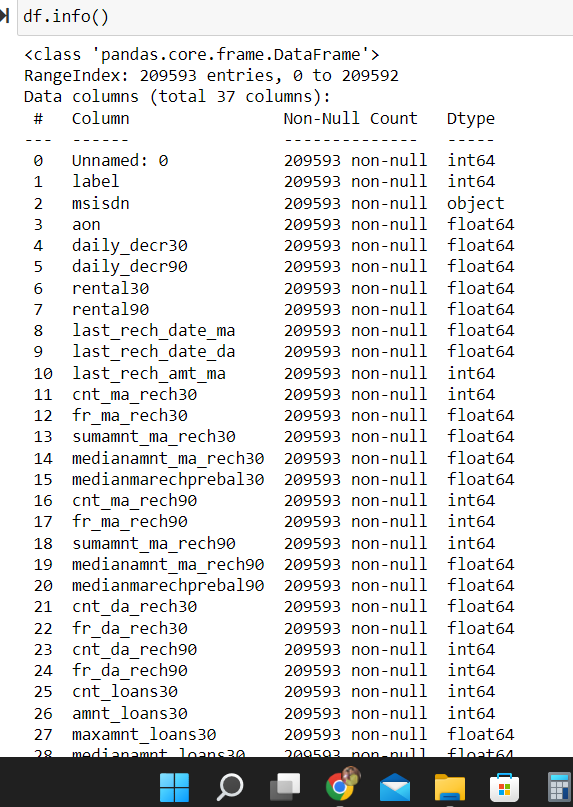 df.info()
<class 'pandas.core.frame.DataFrame'>
RangeIndex: 209593 entries, 0 to 209592
Data columns (total 37 columns):
 #   Column                Non-Null Count   Dtype
---  ------                --------------   -----
 0   Unnamed: 0            209593 non-null  int64
 1   label                 209593 non-null  int64
 2   msisdn                209593 non-null  object
 3   aon                   209593 non-null  float64
 4   daily_decr30          209593 non-null  float64
 5   daily_decr90          209593 non-null  float64
 6   rental30              209593 non-null  float64
 7   rental90              209593 non-null  float64
 8   last_rech_date_ma     209593 non-null  float64
 9   last_rech_date_da     209593 non-null  float64
 10  last_rech_amt_ma      209593 non-null  int64
 11  cnt_ma_rech30         209593 non-null  int64
 12  fr_ma_rech30          209593 non-null  float64
 13  sumamnt_ma_rech30     209593 non-null  float64
 14  medianamnt_ma_rech30  209593 non-null  float64
 15  medianmarechprebal30  209593 non-null  float64
 16  cnt_ma_rech90         209593 non-null  int64
 17  fr_ma_rech90          209593 non-null  int64
 18  sumamnt_ma_rech90     209593 non-null  int64
 19  medianamnt_ma_rech90  209593 non-null  float64
 20  medianmarechprebal90  209593 non-null  float64
 21  cnt_da_rech30         209593 non-null  float64
 22  fr_da_rech30          209593 non-null  float64
 23  cnt_da_rech90         209593 non-null  int64
 24  fr_da_rech90          209593 non-null  int64
 25  cnt_loans30           209593 non-null  int64
 26  amnt_loans30          209593 non-null  int64
 27  maxamnt_loans30       209593 non-null  float64
 28  medianamnt_loans30    209593 non-null  float64